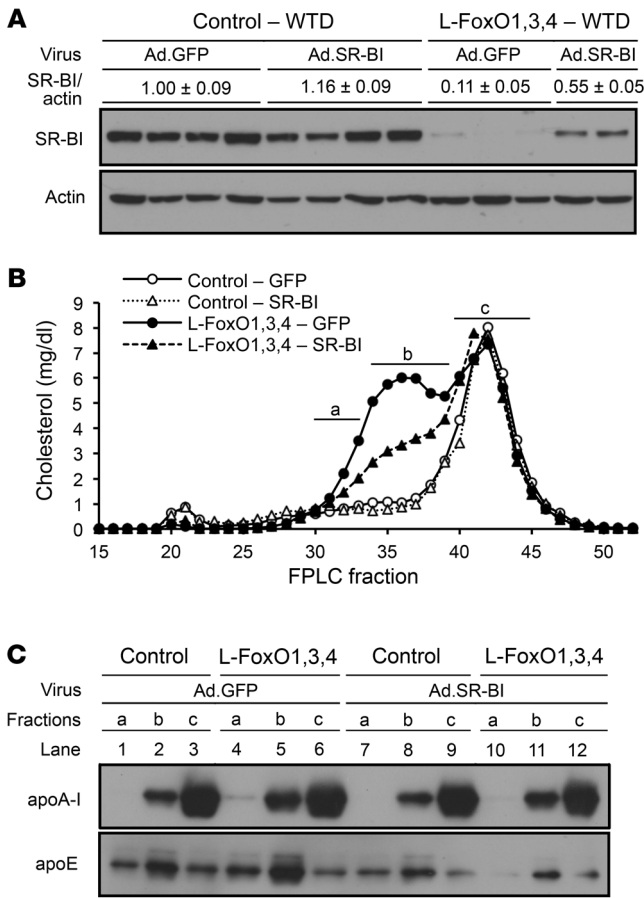 A
Control – WTD L-FoxO1,3,4 – WTD
Virus Ad.GFP Ad.SR-BI Ad.GFP Ad.SR-BI
SR-BI/
actin 1.00 ± 0.09 1.16 ± 0.09 0.11 ± 0.05 0.55 ± 0.05
SR-BI
Actin
B
Control – GFP
Control – SR-BI
L-FoxO1,3,4 – GFP
L-FoxO1,3,4 – SR-BI
Cholesterol (mg/dl)
9
8
7
6
5
4
3
2
1
0
a b c
15 20 25 30 35 40 45 50
FPLC fraction
C
Control L-FoxO1,3,4 Control L-FoxO1,3,4
Virus Ad.GFP Ad.SR-BI
Fractions a b c a b c a b c a b c
Lane 1 2 3 4 5 6 7 8 9 10 11 12
apoA-I
apoE